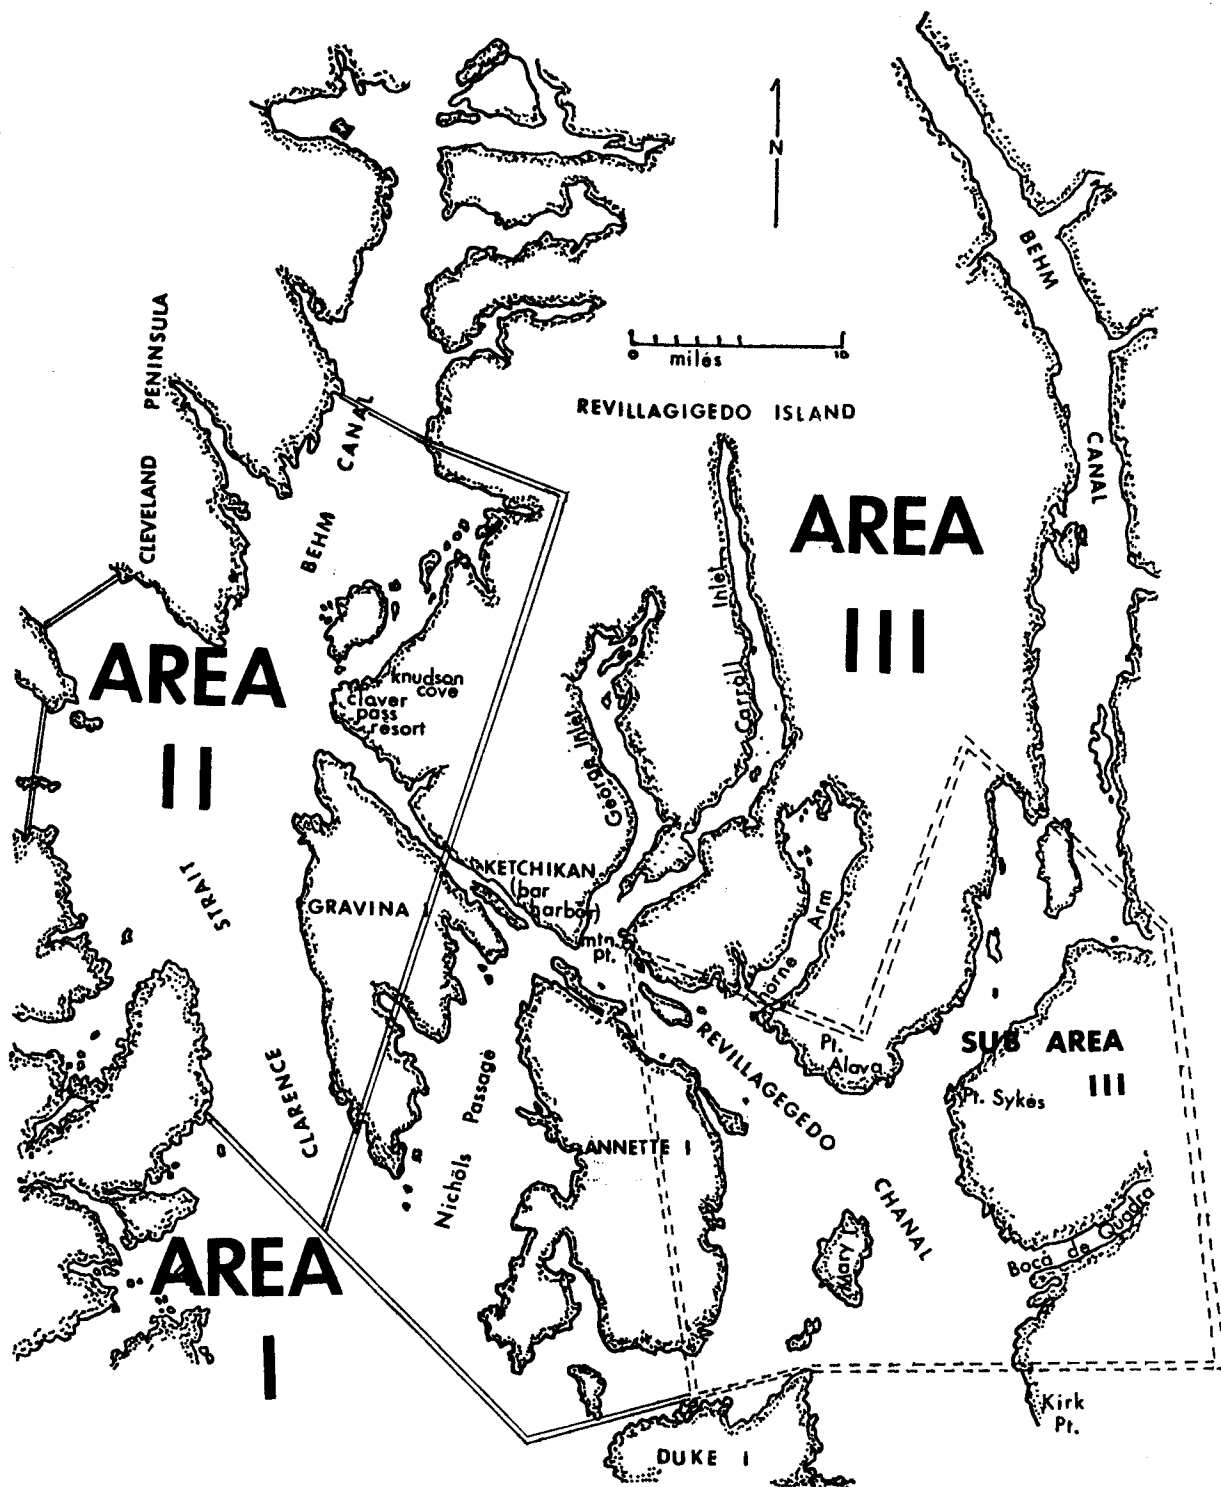 N
BEHM
CANAL
0 miles 10
REVILLAGIGEDO ISLAND
CLEVELAND PENINSULA
BEHM CANAL
AREA
III
AREA
II
knudson
cove
claver
pass
resort
George Inlet
Carroll Inlet
STRAIT
CLARENCE
GRAVINA I
KETCHIKAN
(bar
harbor)
mtn.
pt.
Thorne Arm
Pt.
Alava
SUB AREA
III
Pt. Sykes
REVILLAGEGEDO
CHANAL
Nichols Passage
ANNETTE I
Mary I
Boca de Quadra
AREA
I
Kirk
Pt.
DUKE I